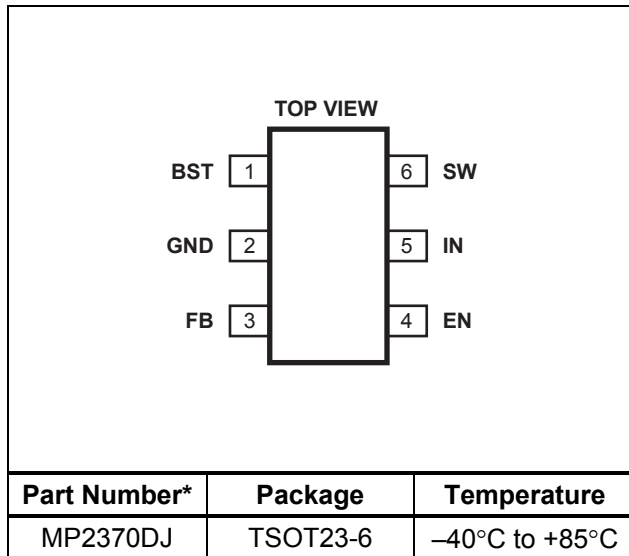 TOP VIEW
BST 1 6 SW
GND 2 5 IN
FB 3 4 EN
Part Number* Package Temperature
MP2370DJ TSOT23-6 –40°C to +85°C